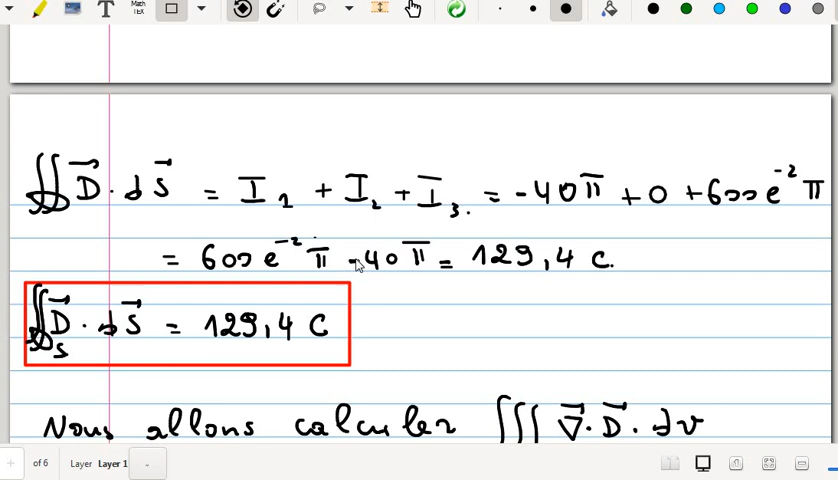 Math
TEX
∯ D⃗ · dS⃗ = I₁ + I₂ + I₃. = -40π + 0 + 600e⁻² π
= 600 e⁻² π - 40π = 129,4 C.
∯ₛ D⃗ · dS⃗ = 129,4 C
Nous allons calculer ∭ ∇⃗ · D⃗ · dv
of 6 Layer Layer 1